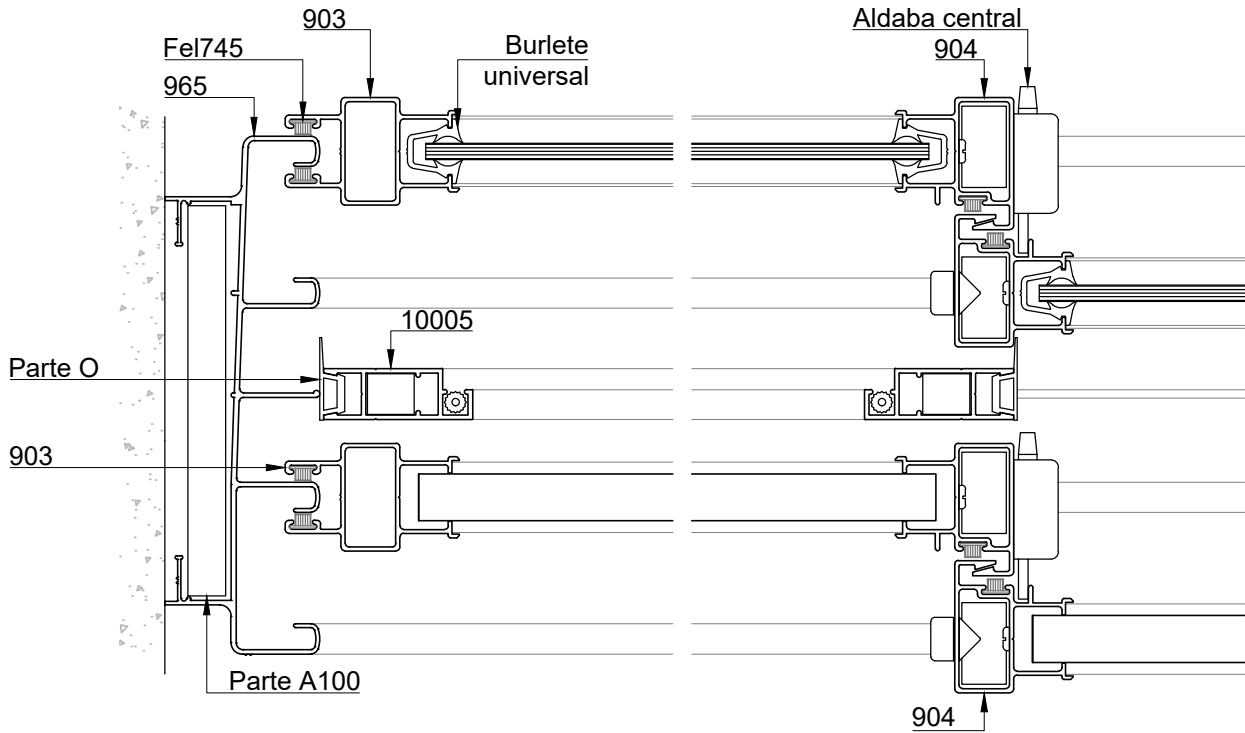 903
Aldaba central
Fel745
Burlete
universal
904
965
10005
Parte O
903
Parte A100
904